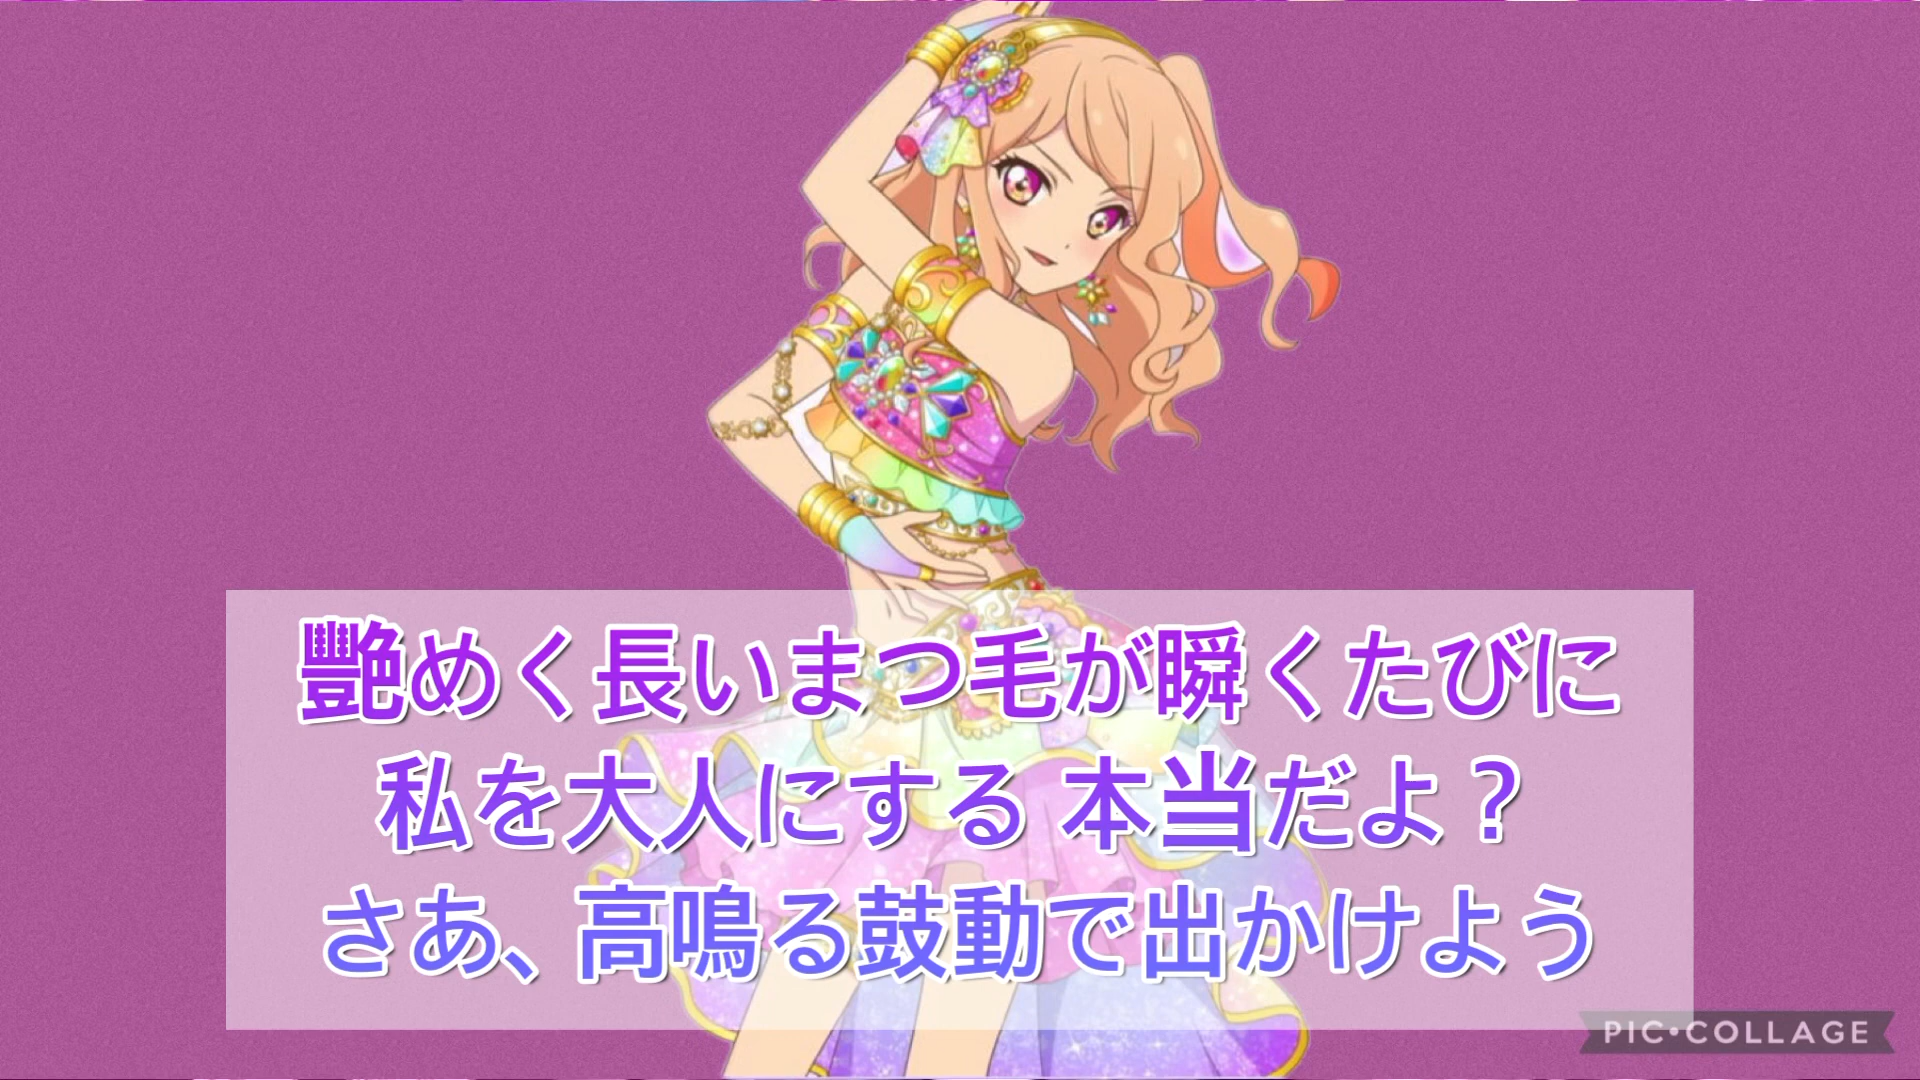 艷めく長いまつ毛が瞬くたびに
私を大人にする 本当だよ？
さあ、高鳴る鼓動で出かけよう
PIC•COLLAGE